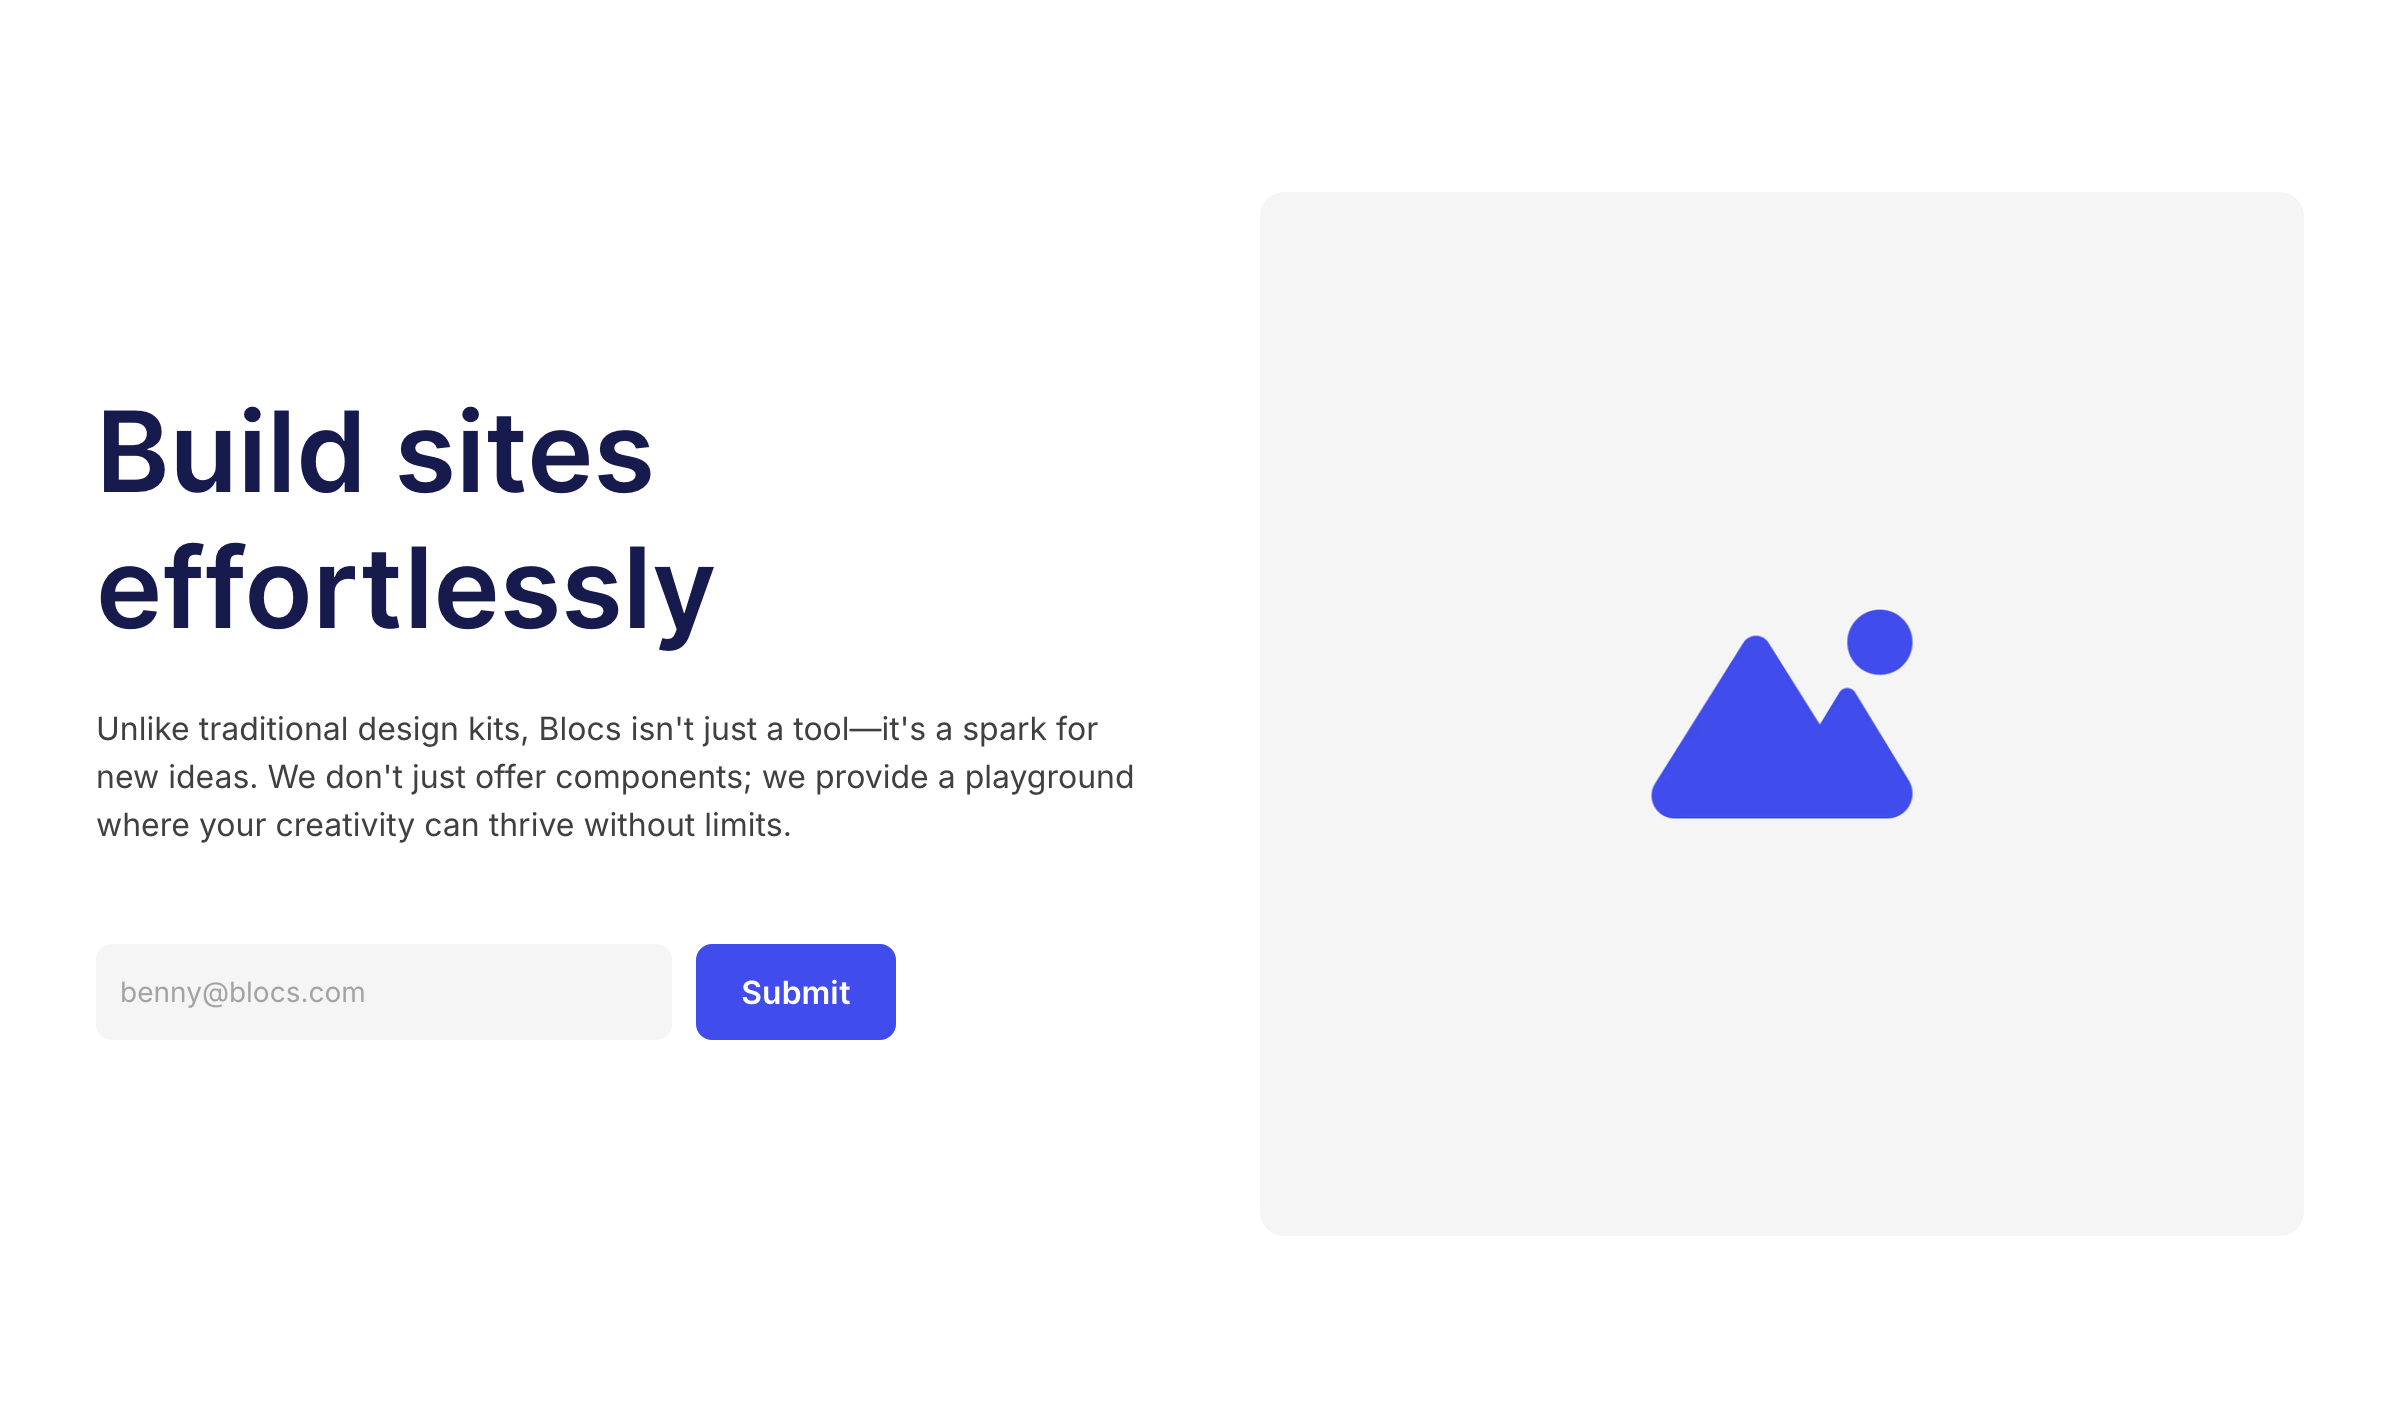 Build sites
effortlessly
Unlike traditional design kits, Blocs isn't just a tool—it's a spark for
new ideas. We don't just offer components; we provide a playground
where your creativity can thrive without limits.
benny@blocs.com
Submit